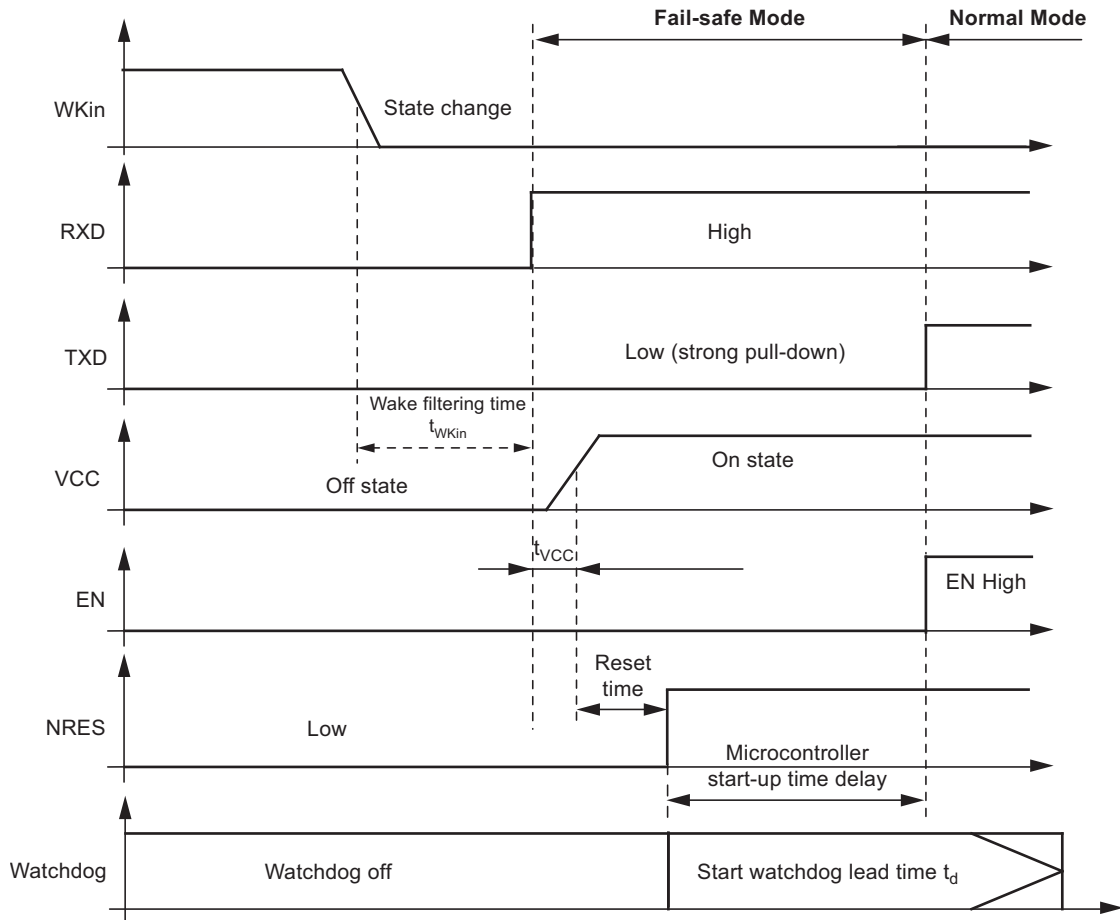 Fail-safe Mode
Normal Mode
WKin
State change
RXD
High
TXD
Low (strong pull-down)
Wake filtering time
tWKin
VCC
Off state
On state
tVCC
EN
EN High
Reset
time
NRES
Low
Microcontroller
start-up time delay
Watchdog
Watchdog off
Start watchdog lead time td